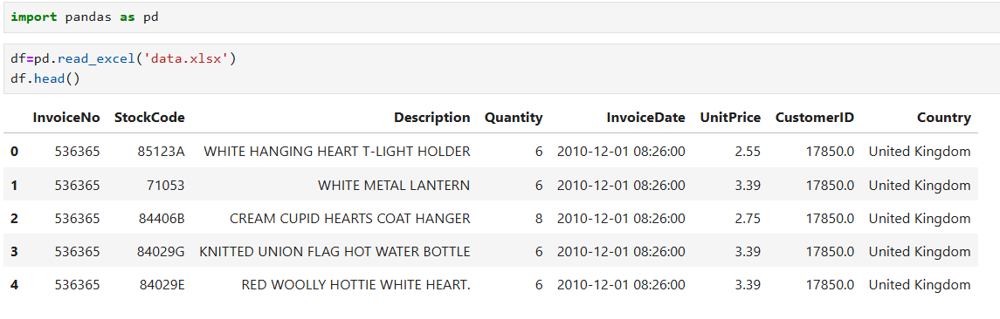 import pandas as pd
df=pd.read_excel('data.xlsx')
df.head()
InvoiceNo StockCode Description Quantity InvoiceDate UnitPrice CustomerID Country
0 536365 85123A WHITE HANGING HEART T-LIGHT HOLDER 6 2010-12-01 08:26:00 2.55 17850.0 United Kingdom
1 536365 71053 WHITE METAL LANTERN 6 2010-12-01 08:26:00 3.39 17850.0 United Kingdom
2 536365 84406B CREAM CUPID HEARTS COAT HANGER 8 2010-12-01 08:26:00 2.75 17850.0 United Kingdom
3 536365 84029G KNITTED UNION FLAG HOT WATER BOTTLE 6 2010-12-01 08:26:00 3.39 17850.0 United Kingdom
4 536365 84029E RED WOOLLY HOTTIE WHITE HEART. 6 2010-12-01 08:26:00 3.39 17850.0 United Kingdom